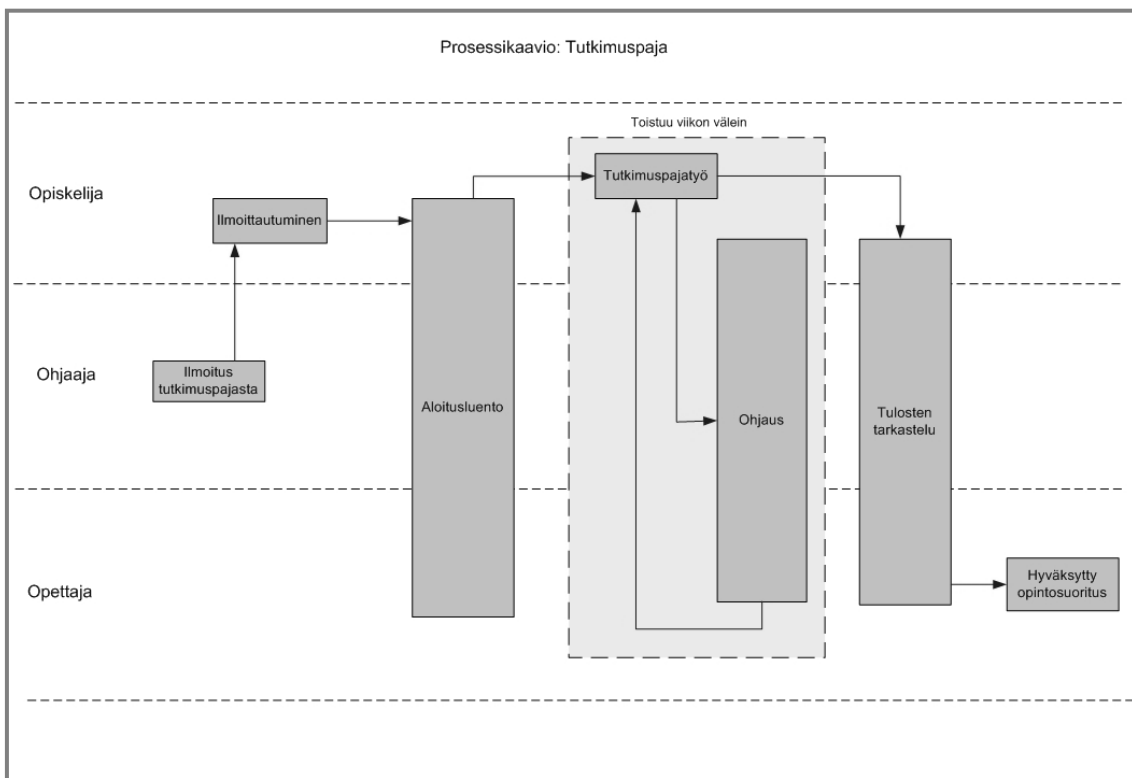 Prosessikaavio: Tutkimuspaja
Toistuu viikon välein
Opiskelija
Tutkimuspajatyö
Ilmoittautuminen
Ohjaaja
Ilmoitus
tutkimuspajasta
Aloitusluento
Ohjaus
Tulosten
tarkastelu
Opettaja
Hyväksytty
opintosuoritus